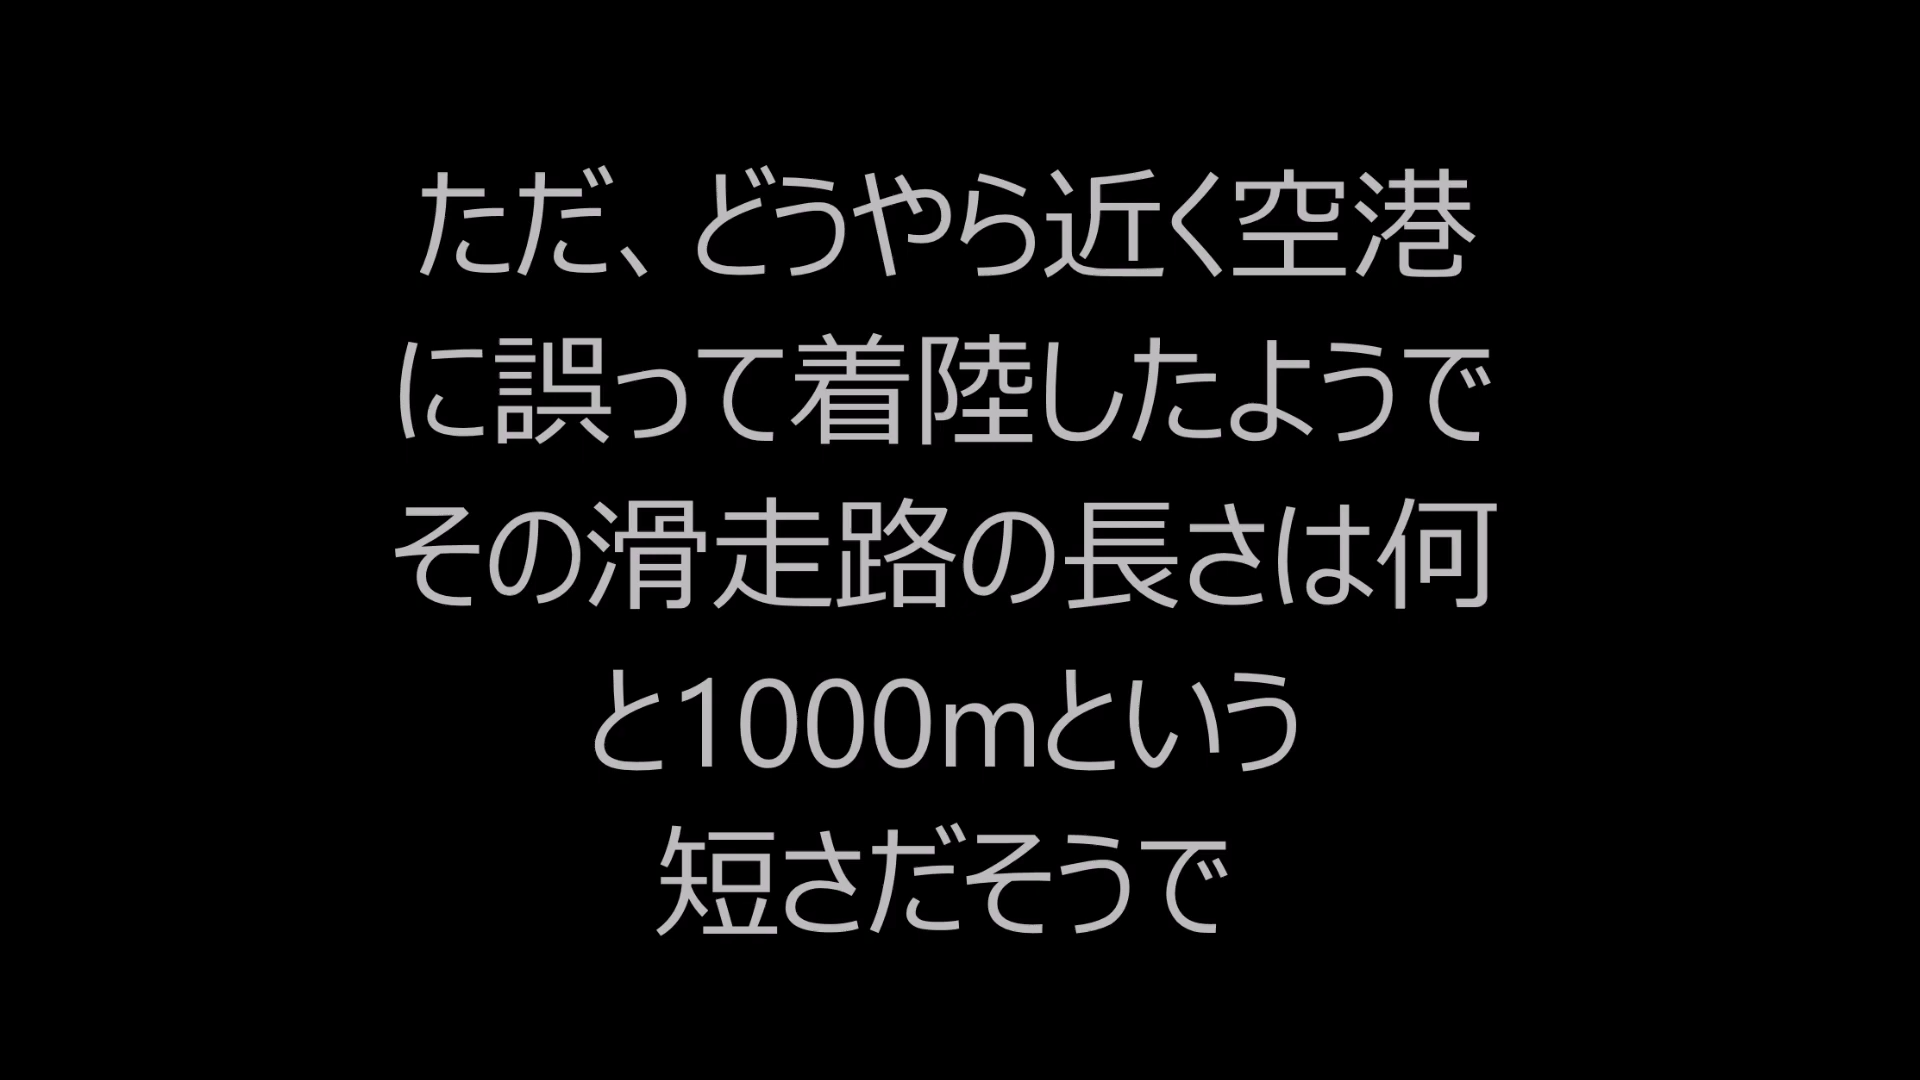 ただ、どうやら近く空港
に誤って着陸したようで
その滑走路の長さは何
と1000mという
短さだそうで